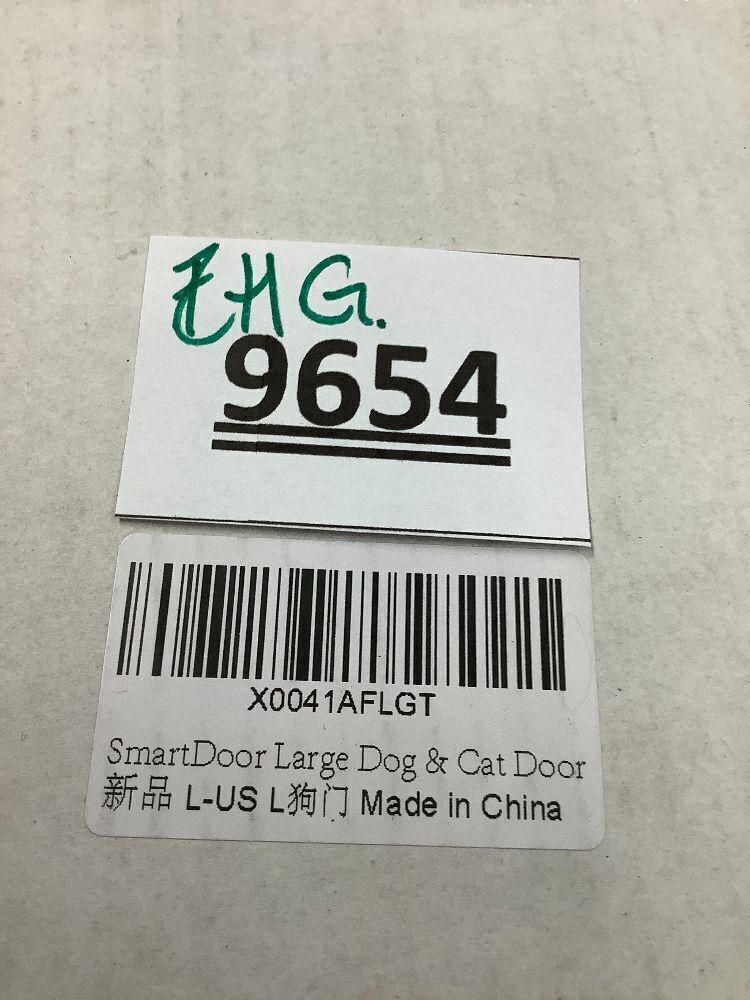 EHG.
9654
X0041AFLGT
SmartDoor Large Dog & Cat Door
新品 L-US L狗门 Made in China